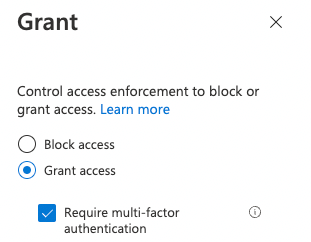 Grant
Control access enforcement to block or
grant access. Learn more
Block access
Grant access
Require multi-factor
authentication